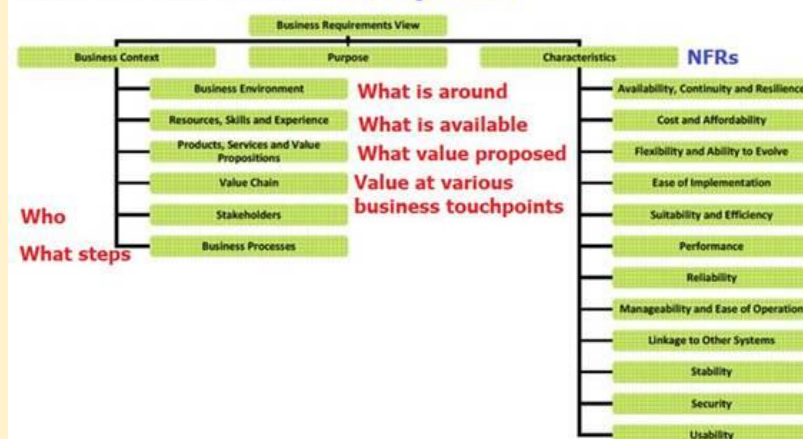 Business Requirements View
Business Context
Purpose
Characteristics
NFRs
Business Environment
What is around
Resources, Skills and Experience
What is available
Products, Services and Value
Propositions
What value proposed
Value Chain
Value at various
business touchpoints
Who
Stakeholders
What steps
Business Processes
Availability, Continuity and Resilience
Cost and Affordability
Flexibility and Ability to Evolve
Ease of Implementation
Suitability and Efficiency
Performance
Reliability
Manageability and Ease of Operation
Linkage to Other Systems
Stability
Security
Usability